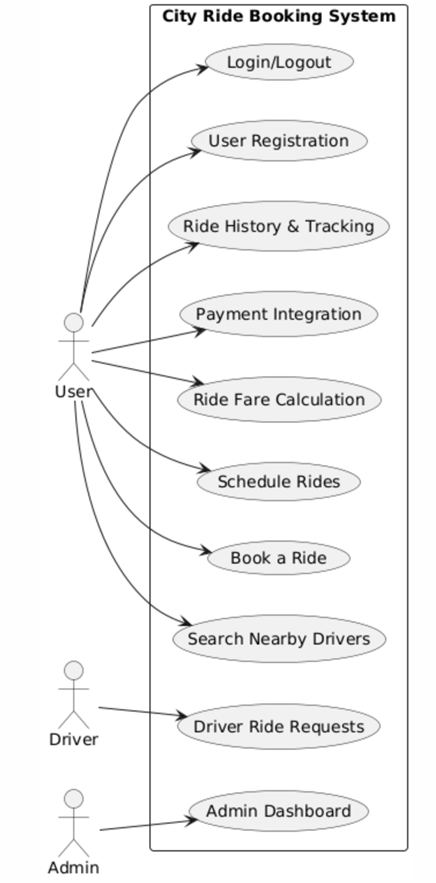 City Ride Booking System
Login/Logout
User Registration
Ride History & Tracking
Payment Integration
User
Ride Fare Calculation
Schedule Rides
Book a Ride
Search Nearby Drivers
Driver
Driver Ride Requests
Admin
Admin Dashboard